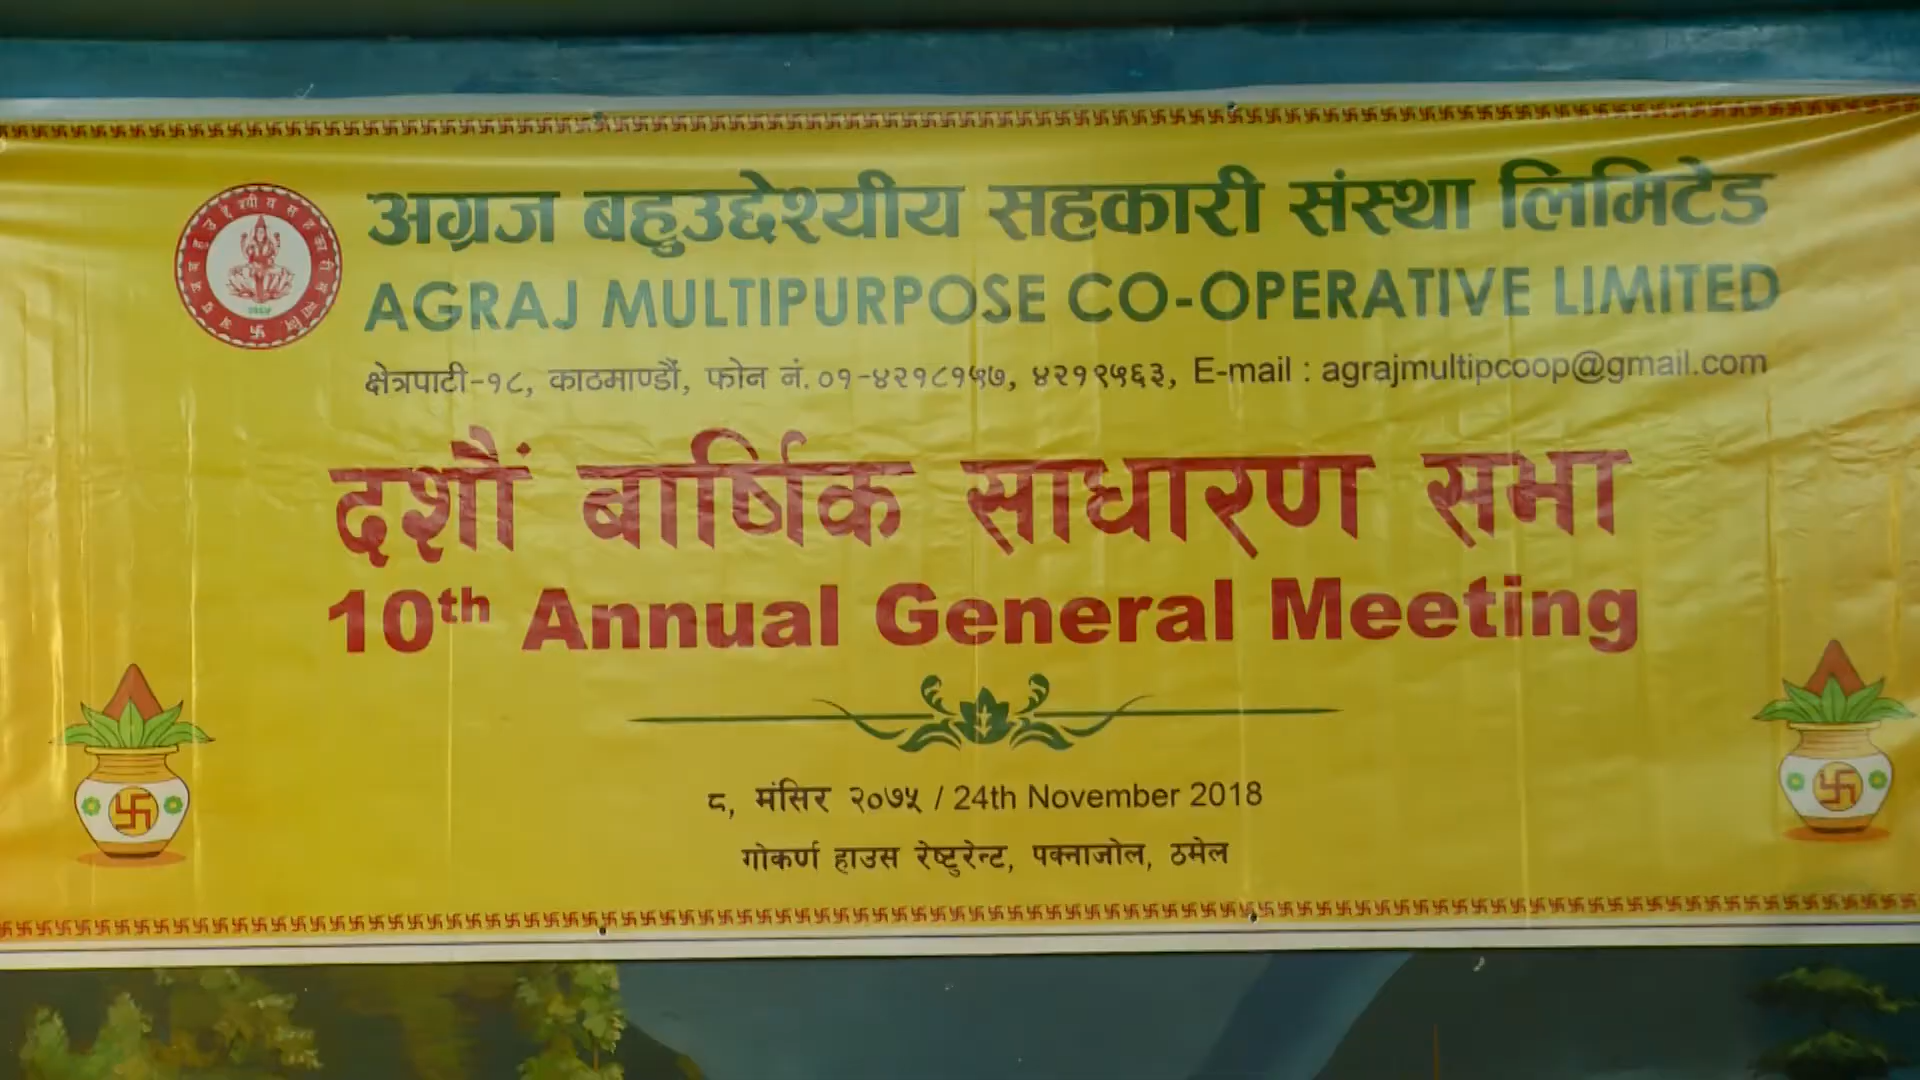 अग्रज बहुउद्देश्यीय सहकारी संस्था लिमिटेड
AGRAJ MULTIPURPOSE CO-OPERATIVE LIMITED
क्षेत्रपाटी-१८, काठमाण्डौं, फोन नं. ०१-४२१८१५७, ४२१९५६३, E-mail : agrajmultipcoop@gmail.com
दशौं बार्षिक साधारण सभा
10th Annual General Meeting
८, मंसिर २०७५ / 24th November 2018
गोकर्ण हाउस रेष्टुरेन्ट, पक्नाजोल, ठमेल